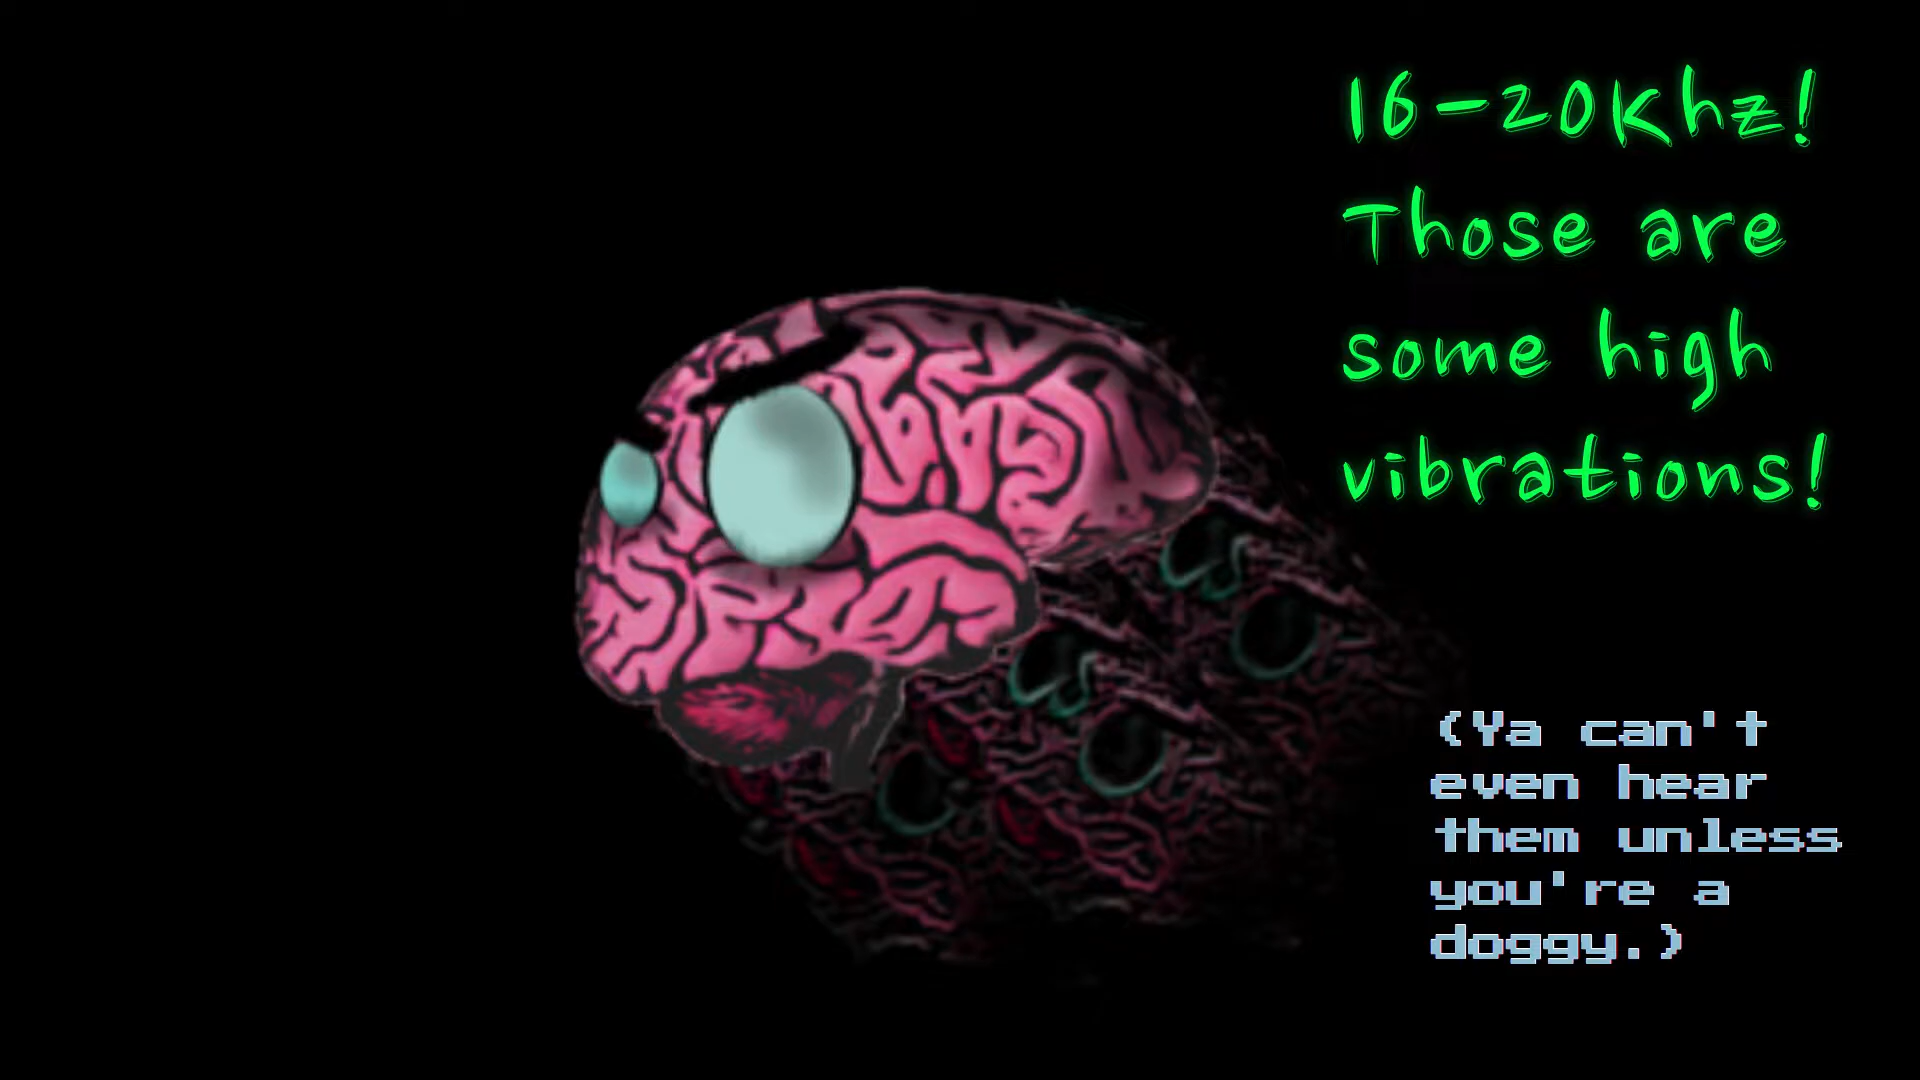 16-20Khz!
Those are
some high
vibrations!
(Ya can't
even hear
them unless
you're a
doggy.)